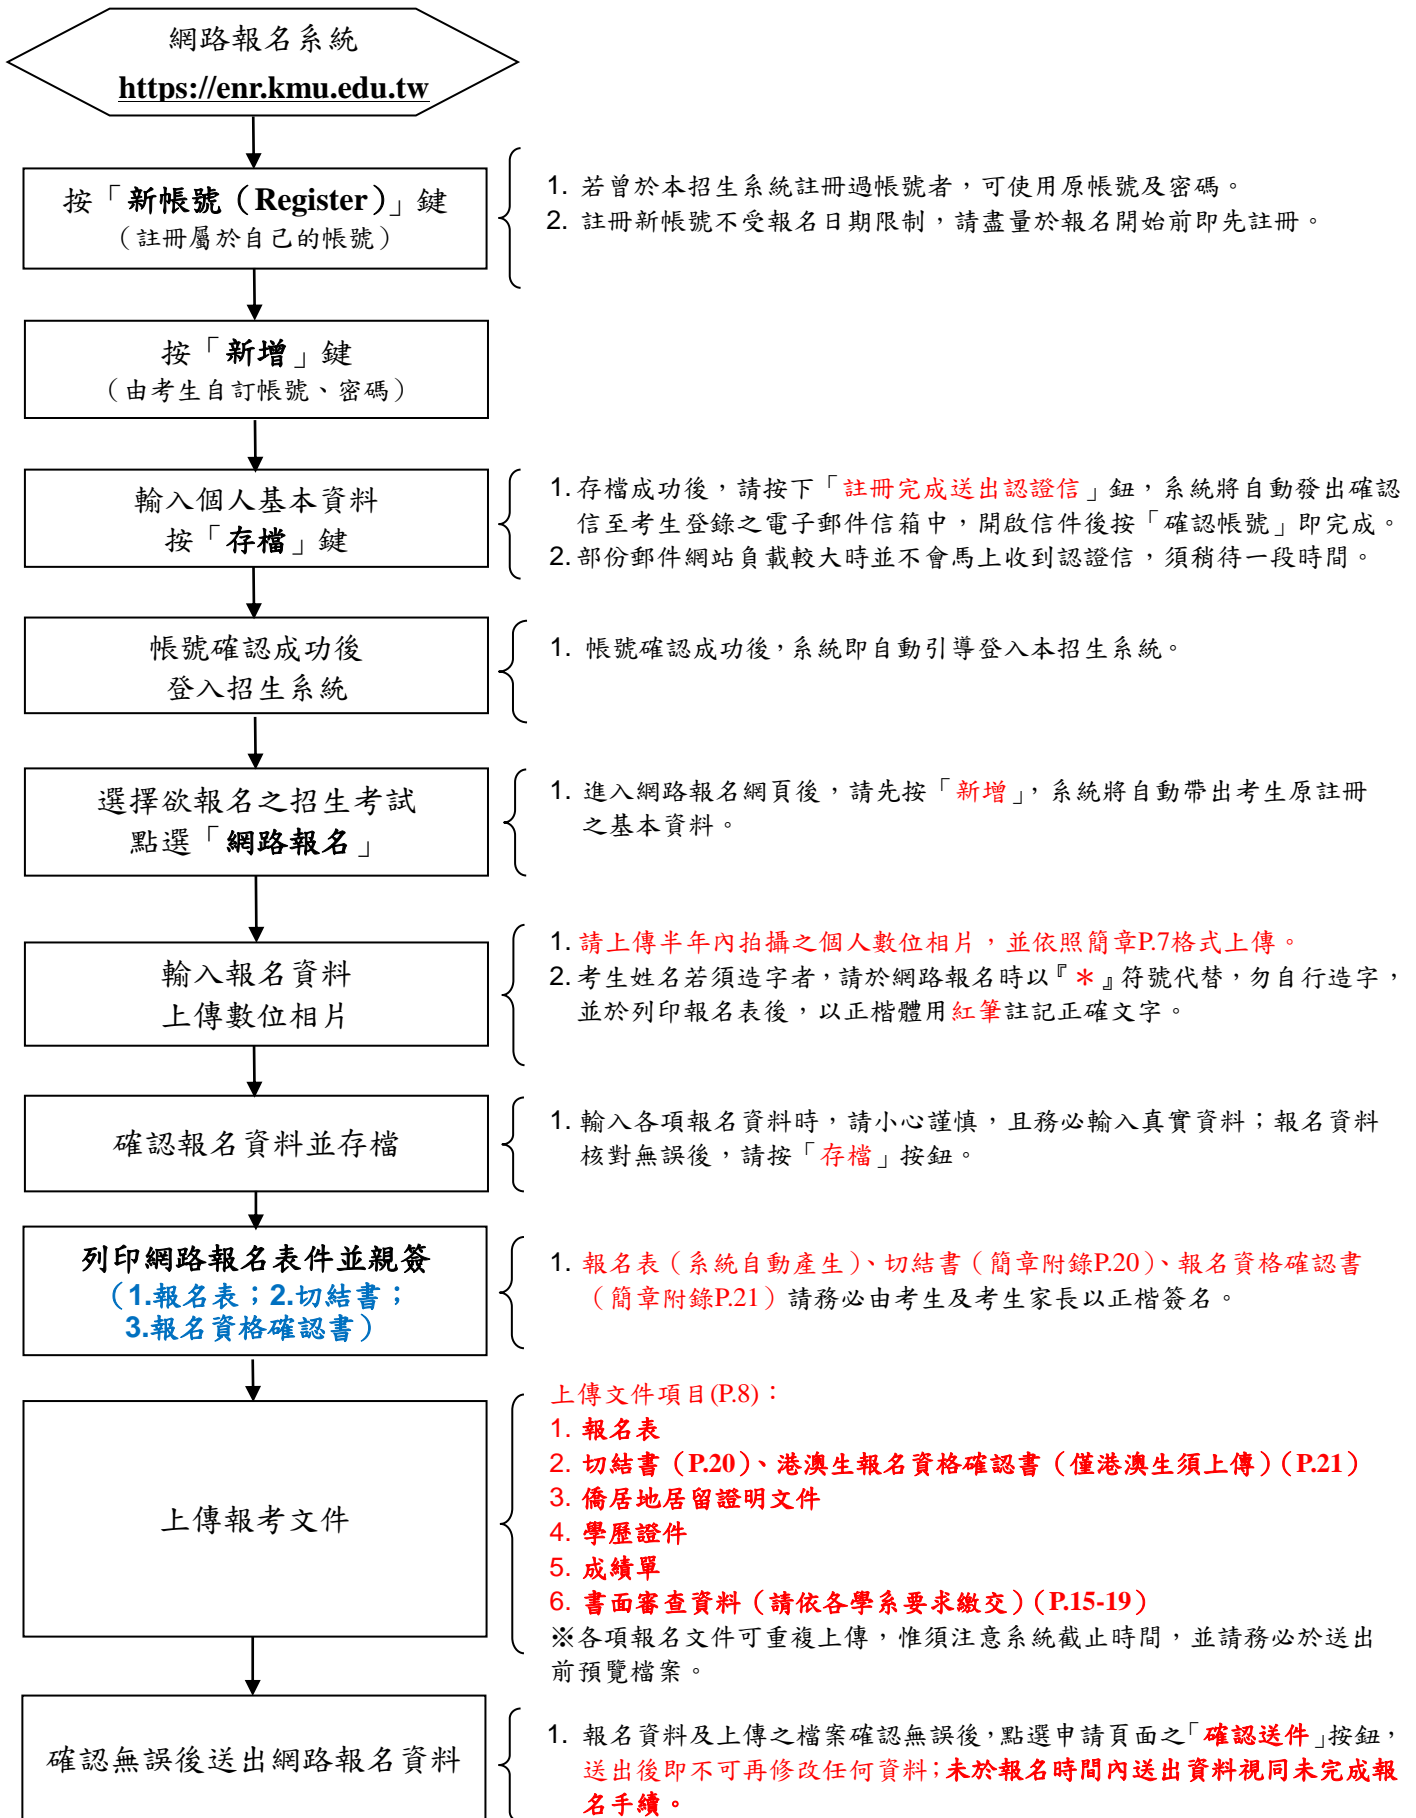 網路報名系統
https://enr.kmu.edu.tw
按「新帳號（Register）」鍵
（註冊屬於自己的帳號）
1. 若曾於本招生系統註冊過帳號者，可使用原帳號及密碼。
2. 註冊新帳號不受報名日期限制，請盡量於報名開始前即先註冊。
按「新增」鍵
（由考生自訂帳號、密碼）
輸入個人基本資料
按「存檔」鍵
1. 存檔成功後，請按下「註冊完成送出認證信」鈕，系統將自動發出確認
信至考生登錄之電子郵件信箱中，開啟信件後按「確認帳號」即完成。
2. 部份郵件網站負載較大時並不會馬上收到認證信，須稍待一段時間。
帳號確認成功後
登入招生系統
1. 帳號確認成功後，系統即自動引導登入本招生系統。
選擇欲報名之招生考試
點選「網路報名」
1. 進入網路報名網頁後，請先按「新增」，系統將自動帶出考生原註冊
之基本資料。
輸入報名資料
上傳數位相片
1. 請上傳半年內拍攝之個人數位相片，並依照簡章P.7格式上傳。
2. 考生姓名若須造字者，請於網路報名時以『＊』符號代替，勿自行造字，
並於列印報名表後，以正楷體用紅筆註記正確文字。
確認報名資料並存檔
1. 輸入各項報名資料時，請小心謹慎，且務必輸入真實資料；報名資料
核對無誤後，請按「存檔」按鈕。
列印網路報名表件並親簽
（1.報名表；2.切結書；
3.報名資格確認書）
1. 報名表（系統自動產生）、切結書（簡章附錄P.20）、報名資格確認書
（簡章附錄P.21）請務必由考生及考生家長以正楷簽名。
上傳報考文件
上傳文件項目(P.8)：
1. 報名表
2. 切結書（P.20）、港澳生報名資格確認書（僅港澳生須上傳）（P.21）
3. 僑居地居留證明文件
4. 學歷證件
5. 成績單
6. 書面審查資料（請依各學系要求繳交）（P.15-19）
※各項報名文件可重複上傳，惟須注意系統截止時間，並請務必於送出
前預覽檔案。
確認無誤後送出網路報名資料
1. 報名資料及上傳之檔案確認無誤後，點選申請頁面之「確認送件」按鈕，
送出後即不可再修改任何資料；未於報名時間內送出資料視同未完成報
名手續。